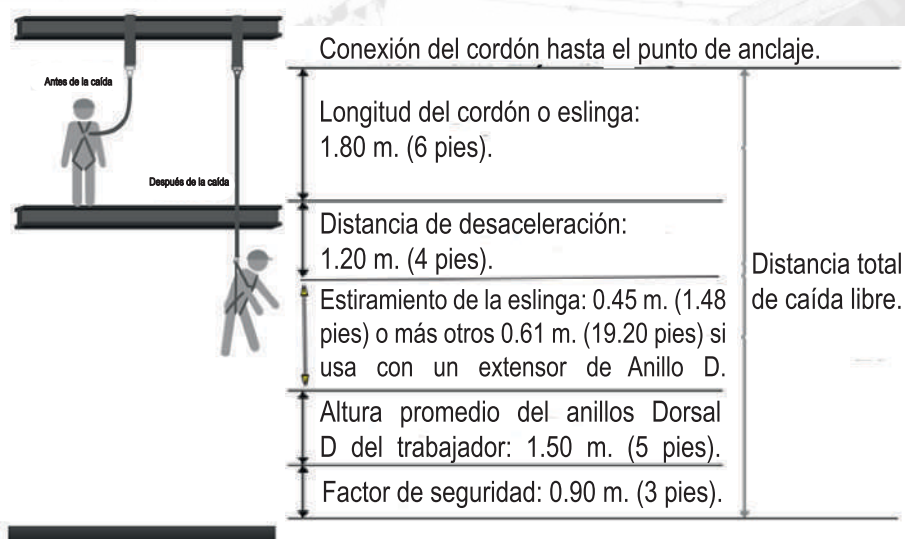 Conexión del cordón hasta el punto de anclaje.
Antes de la caída
Longitud del cordón o eslinga:
1.80 m. (6 pies).
Después de la caída
Distancia de desaceleración:
1.20 m. (4 pies).
Distancia total
de caída libre.
Estiramiento de la eslinga: 0.45 m. (1.48
pies) o más otros 0.61 m. (19.20 pies) si
usa con un extensor de Anillo D.
Altura promedio del anillos Dorsal
D del trabajador: 1.50 m. (5 pies).
Factor de seguridad: 0.90 m. (3 pies).